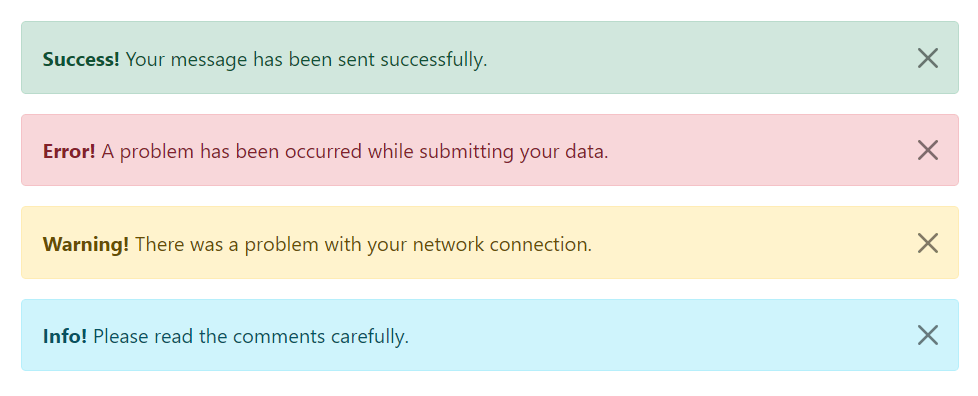 Success! Your message has been sent successfully.
Error! A problem has been occurred while submitting your data.
Warning! There was a problem with your network connection.
Info! Please read the comments carefully.